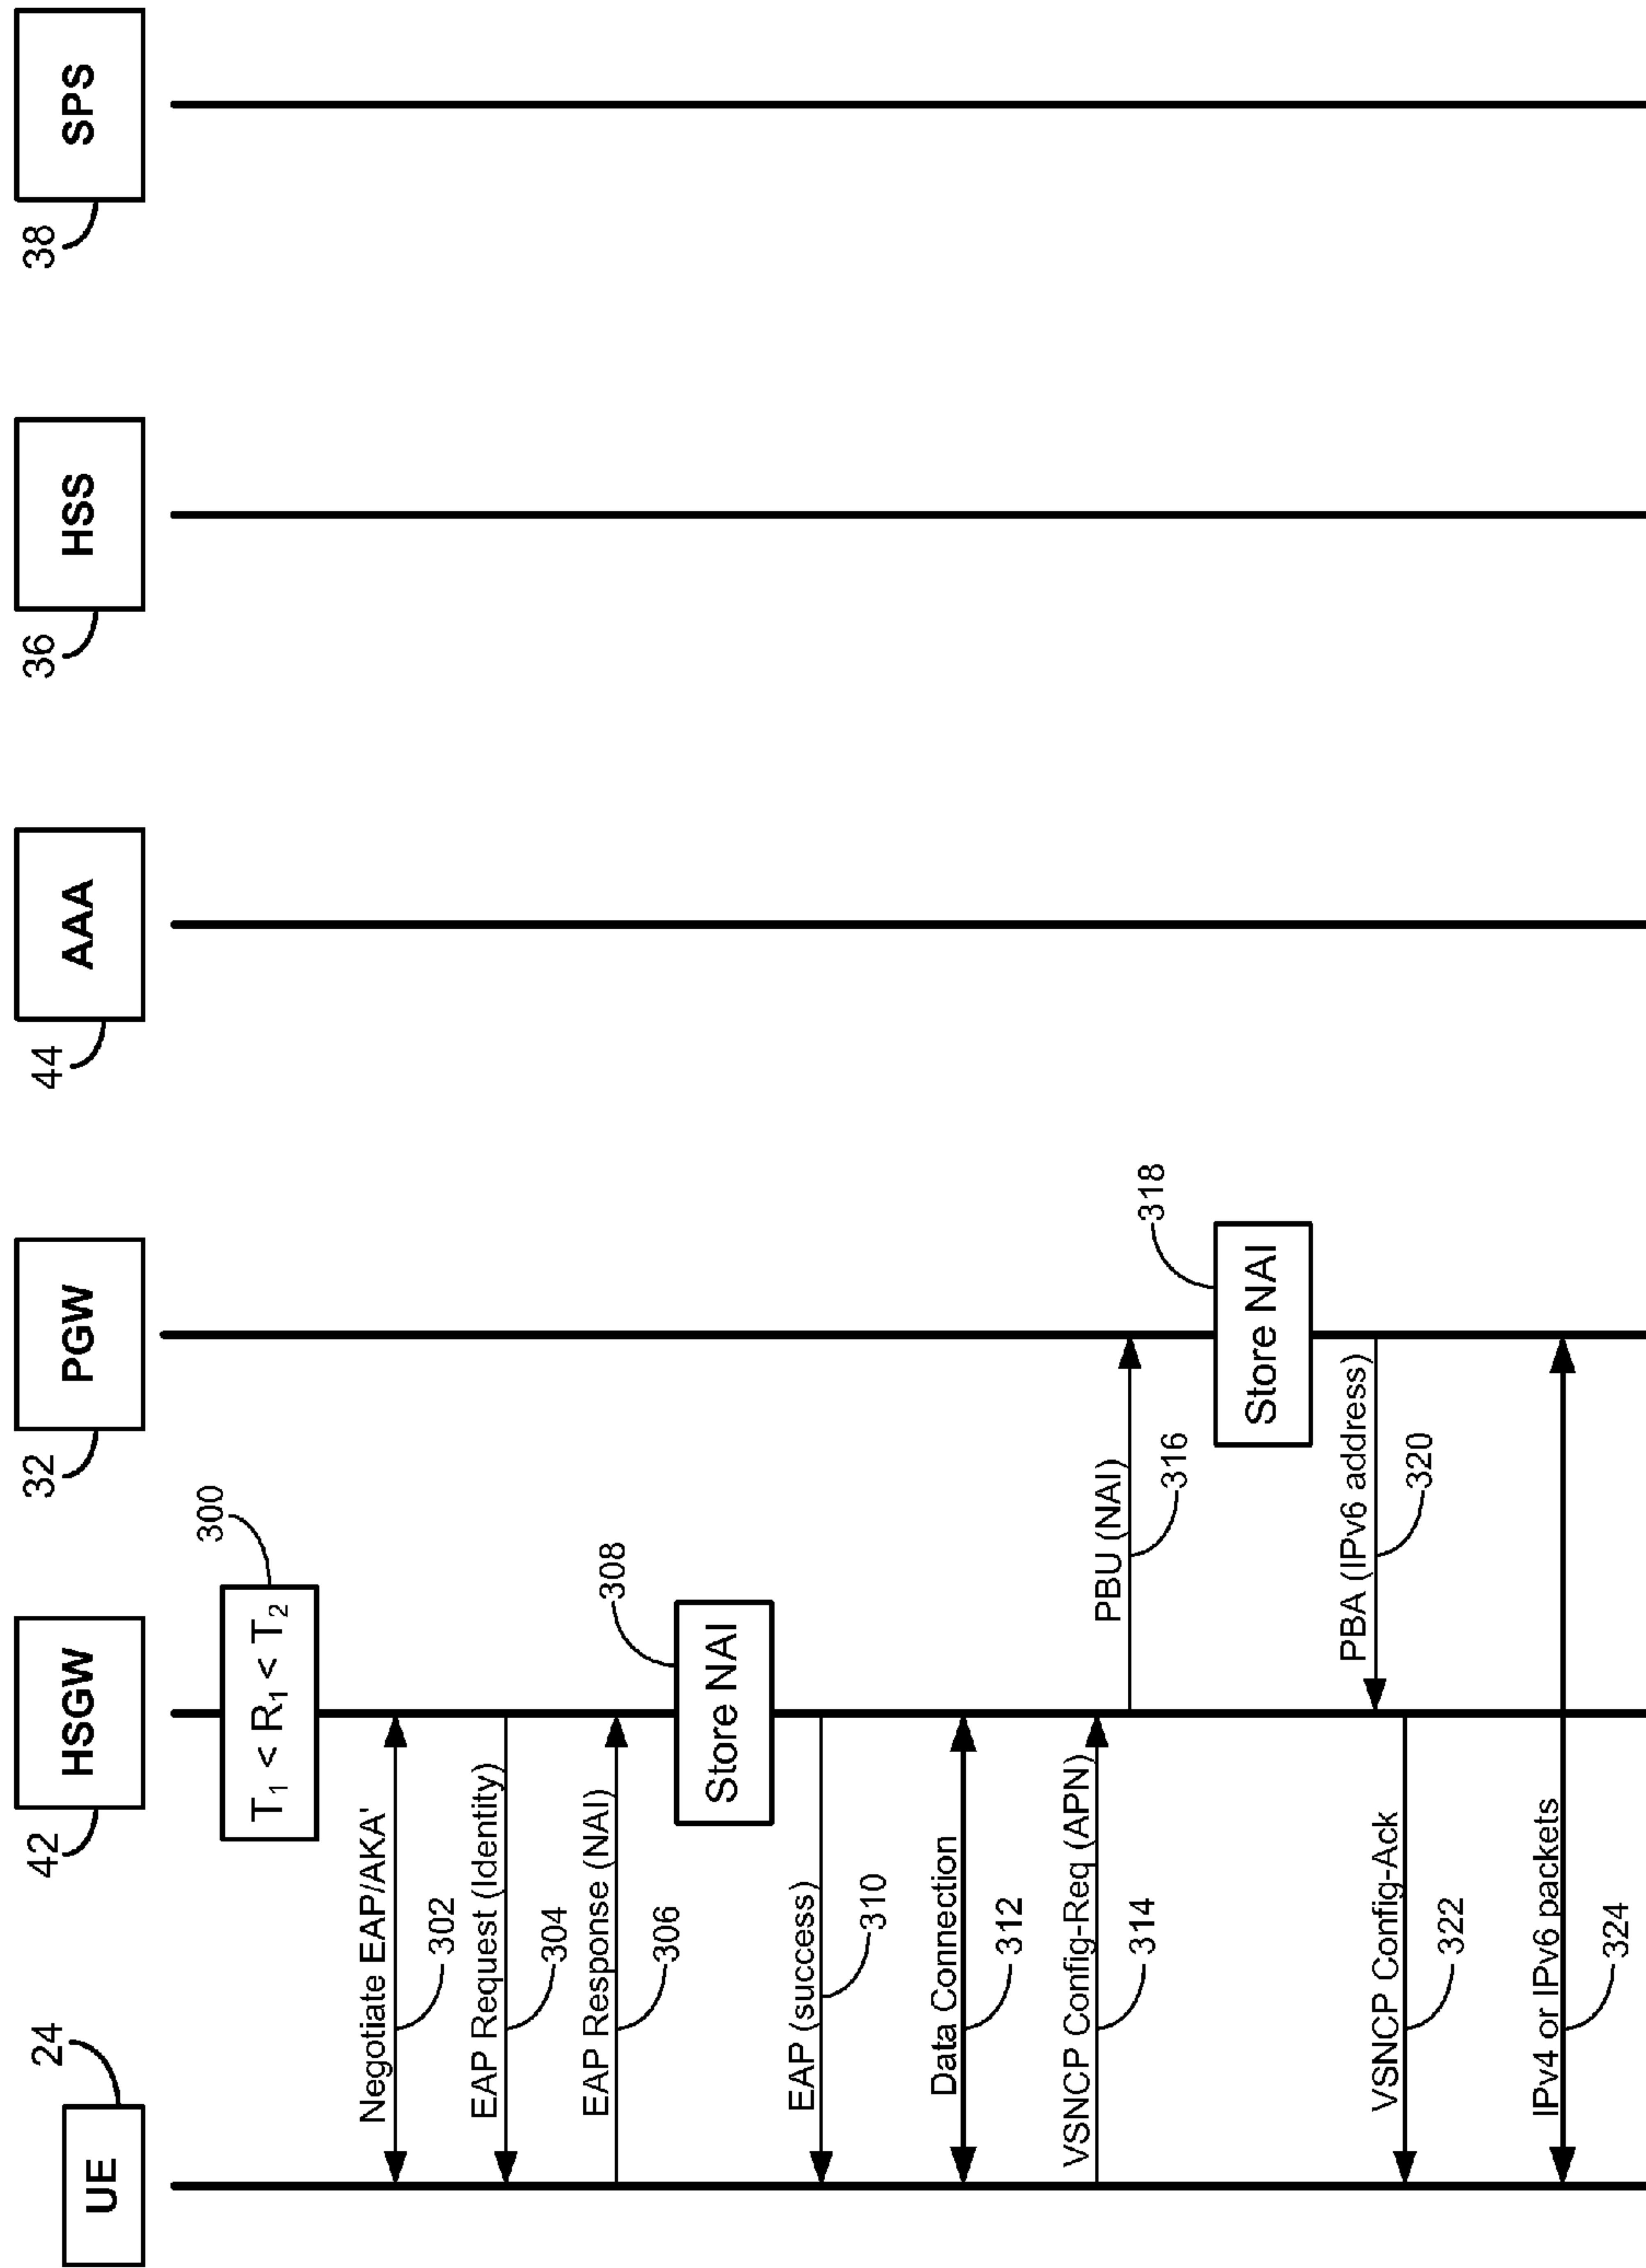 UE
24
HSGW
42
PGW
32
AAA
44
HSS
36
SPS
38
T1 < R1 < T2
300
Negotiate EAP/AKA'
302
EAP Request (Identity)
304
EAP Response (NAI)
306
Store NAI
308
EAP (success)
310
Data Connection
312
VSNCP Config-Req (APN)
314
PBU (NAI)
316
Store NAI
318
PBA (IPv6 address)
320
VSNCP Config-Ack
322
IPv4 or IPv6 packets
324